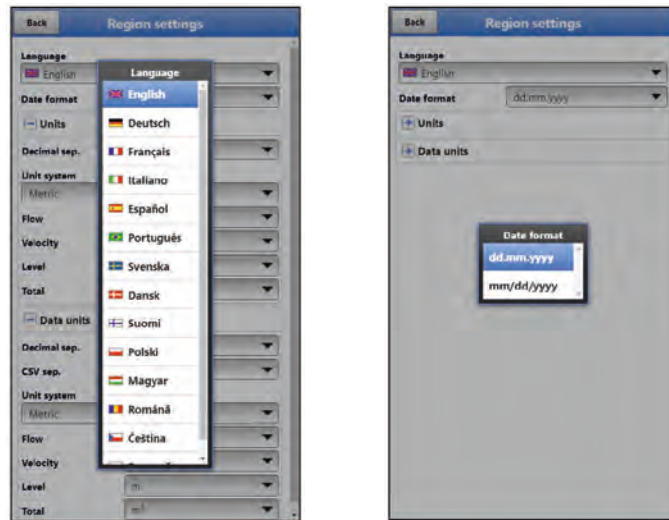 Back
Region settings
Language
English
Date format
Units
Decimal sep.
Unit system
Metric
Flow
Velocity
Level
Total
Data units
Decimal sep.
CSV sep.
Unit system
Metric
Flow
Velocity
Level
m
Total
m³
Language
English
Deutsch
Français
Italiano
Español
Português
Svenska
Dansk
Suomi
Polski
Magyar
Română
Čeština
Back
Region settings
Language
English
Date format
dd.mm.yyyy
Units
Data units
Date format
dd.mm.yyyy
mm/dd/yyyy